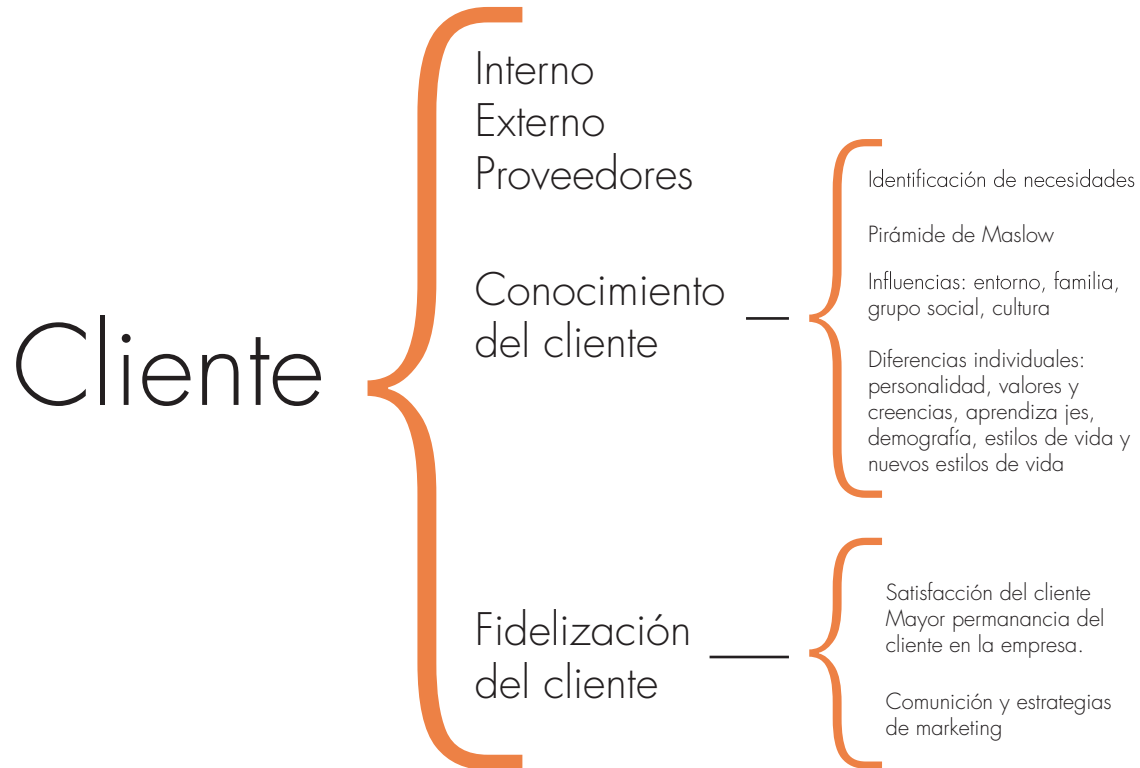 Cliente
Interno
Externo
Proveedores
Conocimiento
del cliente
Identificación de necesidades
Pirámide de Maslow
Influencias: entorno, familia,
grupo social, cultura
Diferencias individuales:
personalidad, valores y
creencias, aprendiza jes,
demografía, estilos de vida y
nuevos estilos de vida
Fidelización
del cliente
Satisfacción del cliente
Mayor permanancia del
cliente en la empresa.
Comunición y estrategias
de marketing